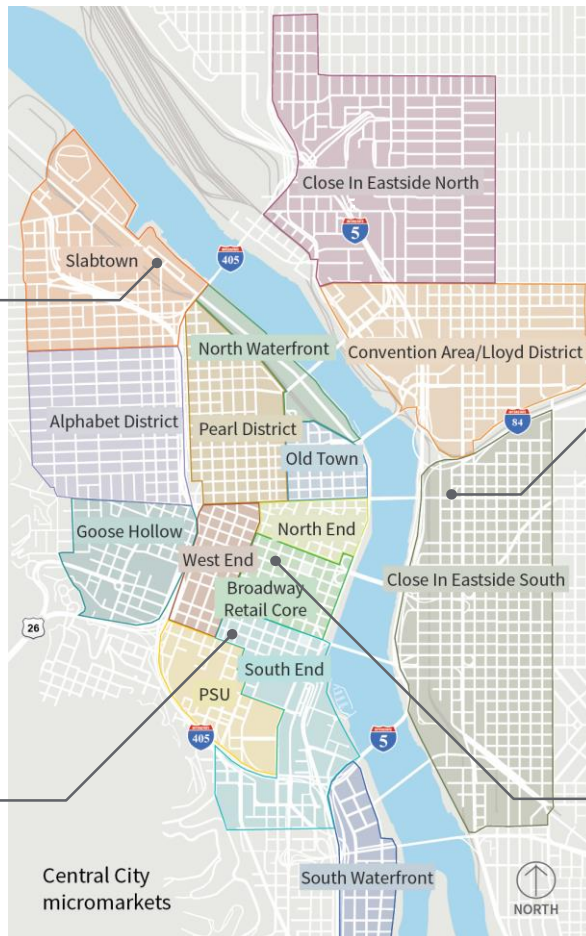 Close In Eastside North
5
Slabtown
405
North Waterfront
Convention Area/Lloyd District
84
Alphabet District
Pearl District
Old Town
Goose Hollow
North End
West End
Close In Eastside South
Broadway
Retail Core
26
South End
PSU
405
5
South Waterfront
Central City
micromarkets
NORTH